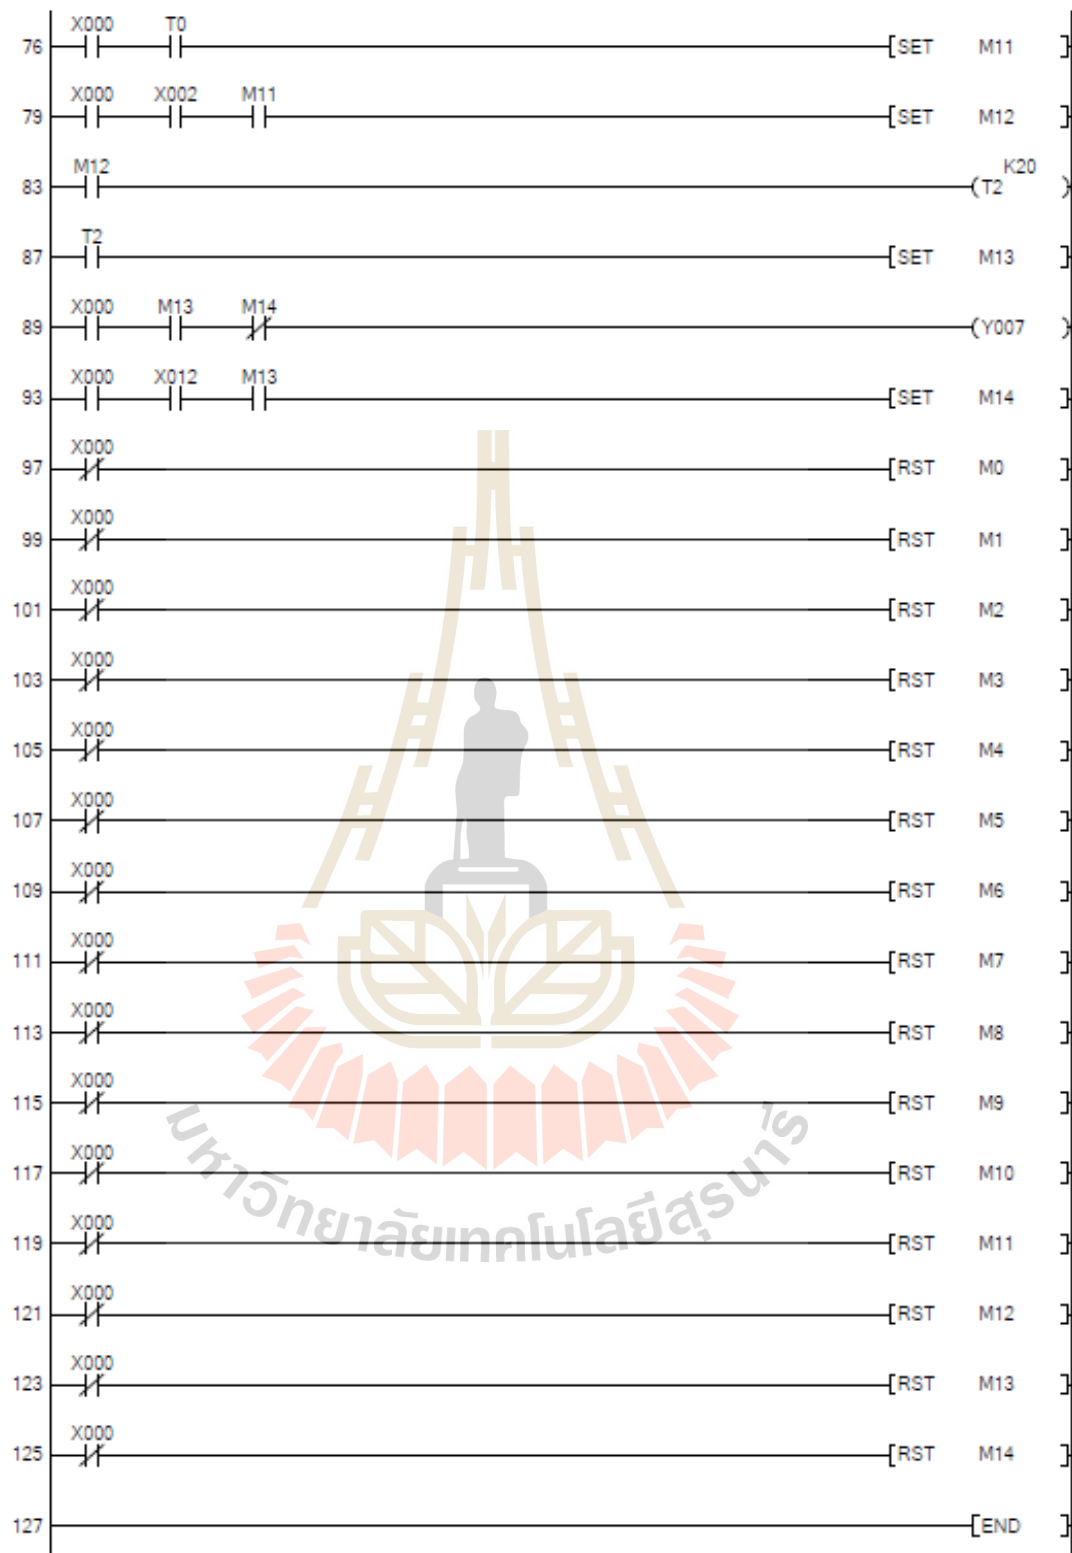 X000 T0
76 [SET M11 ]
X000 X002 M11
79 [SET M12 ]
M12 K20
83 (T2 )
T2
87 [SET M13 ]
X000 M13 M14
89 (Y007 )
X000 X012 M13
93 [SET M14 ]
X000
97 [RST M0 ]
X000
99 [RST M1 ]
X000
101 [RST M2 ]
X000
103 [RST M3 ]
X000
105 [RST M4 ]
X000
107 [RST M5 ]
X000
109 [RST M6 ]
X000
111 [RST M7 ]
X000
113 [RST M8 ]
X000
115 [RST M9 ]
X000
117 [RST M10 ]
X000
119 [RST M11 ]
X000
121 [RST M12 ]
X000
123 [RST M13 ]
X000
125 [RST M14 ]
127 [END ]
มหาวิทยาลัยเทคโนโลยีสุรนารี